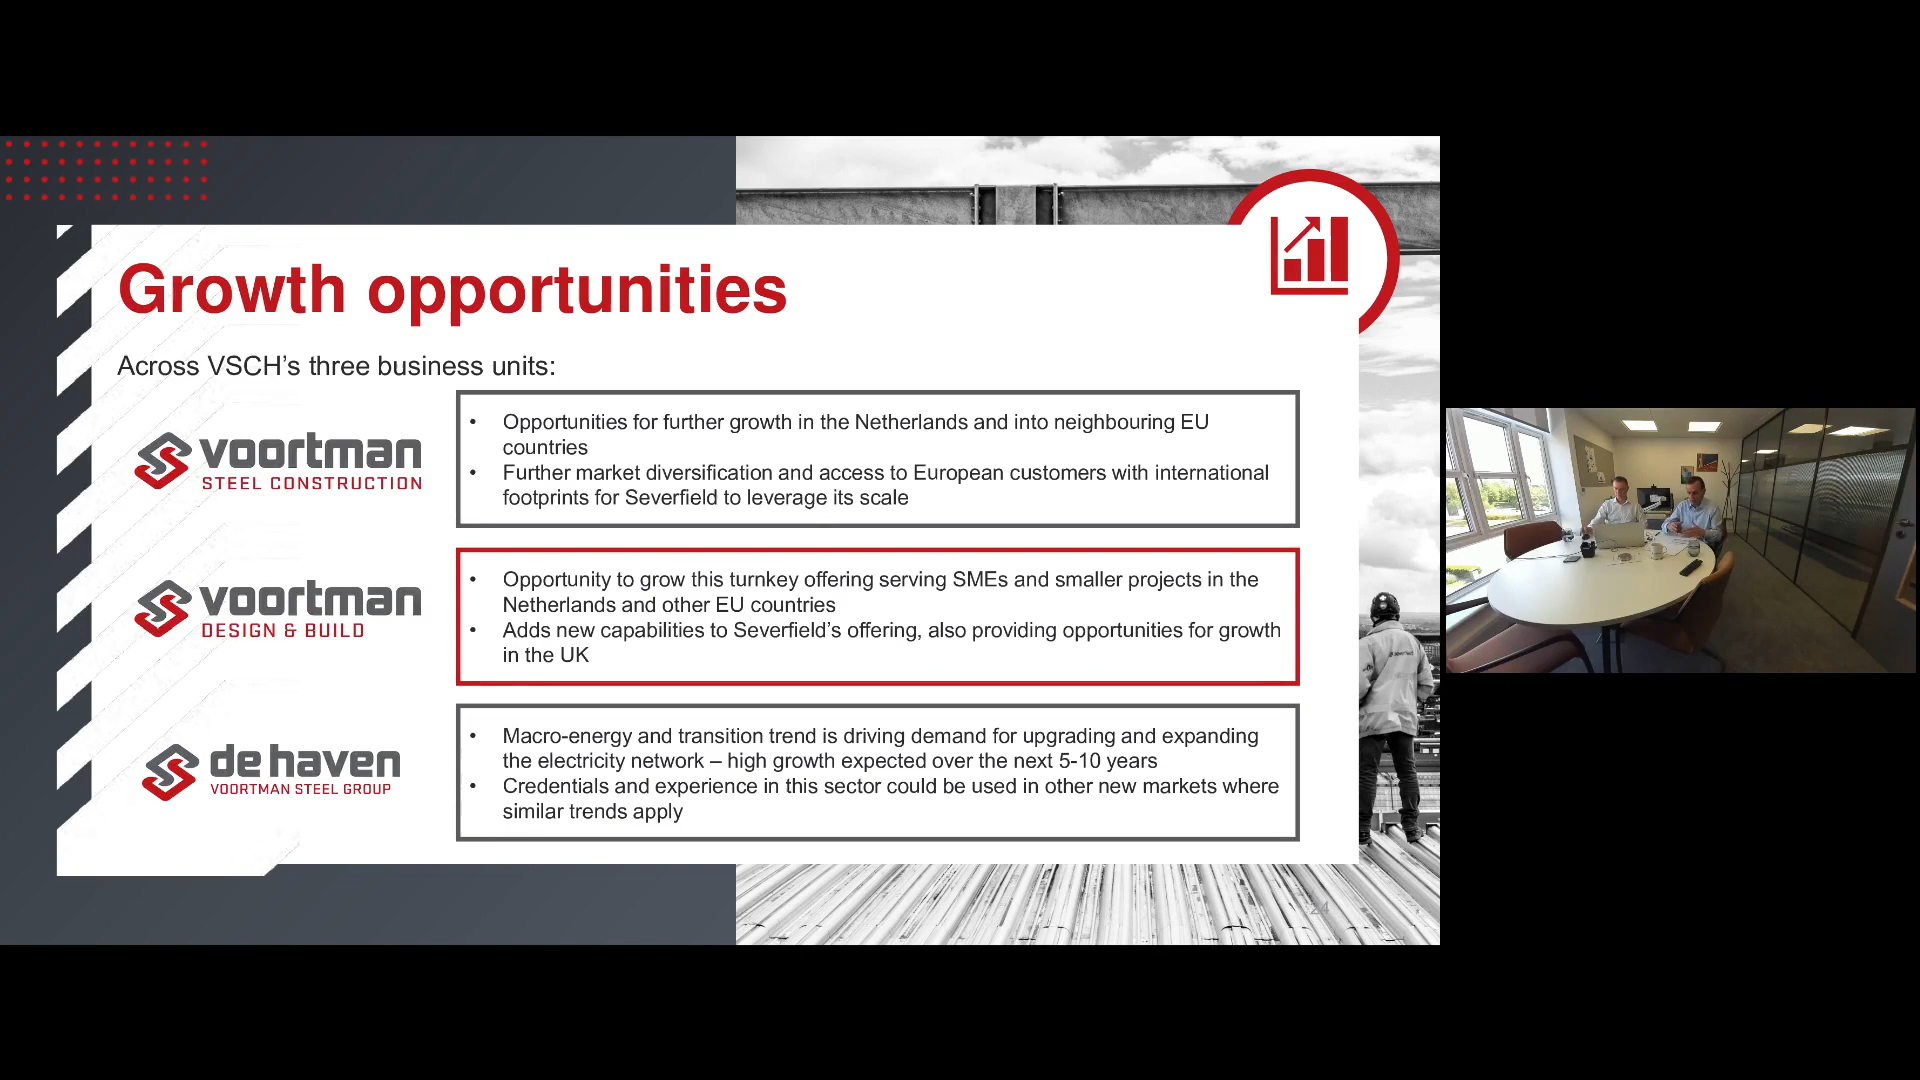 Growth opportunities
Across VSCH’s three business units:
voortman
STEEL CONSTRUCTION
• Opportunities for further growth in the Netherlands and into neighbouring EU
countries
• Further market diversification and access to European customers with international
footprints for Severfield to leverage its scale
voortman
DESIGN & BUILD
• Opportunity to grow this turnkey offering serving SMEs and smaller projects in the
Netherlands and other EU countries
• Adds new capabilities to Severfield’s offering, also providing opportunities for growth
in the UK
de haven
VOORTMAN STEEL GROUP
• Macro-energy and transition trend is driving demand for upgrading and expanding
the electricity network – high growth expected over the next 5-10 years
• Credentials and experience in this sector could be used in other new markets where
similar trends apply
24